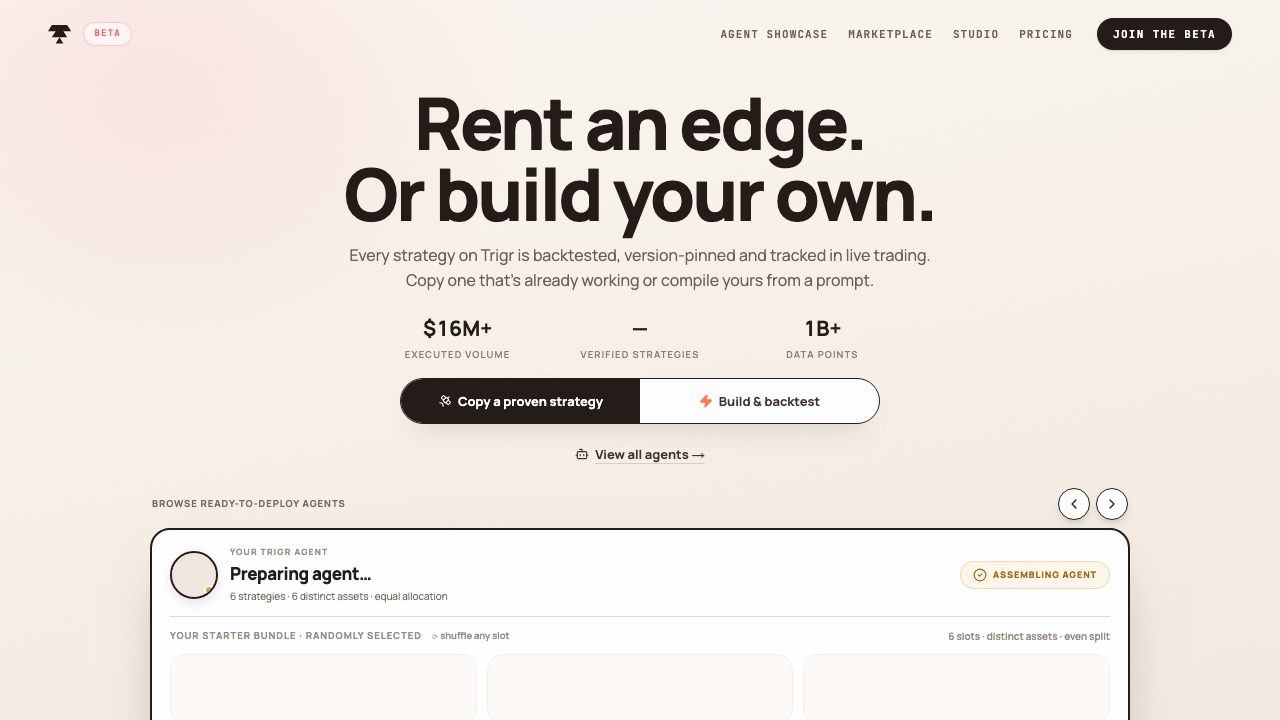 BETA
AGENT SHOWCASE
MARKETPLACE
STUDIO
PRICING
JOIN THE BETA
Rent an edge.
Or build your own.
Every strategy on Trigr is backtested, version-pinned and tracked in live trading.
Copy one that's already working or compile yours from a prompt.
$16M+
EXECUTED VOLUME
—
VERIFIED STRATEGIES
1B+
DATA POINTS
Copy a proven strategy
Build & backtest
View all agents →
BROWSE READY-TO-DEPLOY AGENTS
YOUR TRIGR AGENT
Preparing agent...
6 strategies · 6 distinct assets · equal allocation
ASSEMBLING AGENT
YOUR STARTER BUNDLE · RANDOMLY SELECTED
⟳ shuffle any slot
6 slots · distinct assets · even split